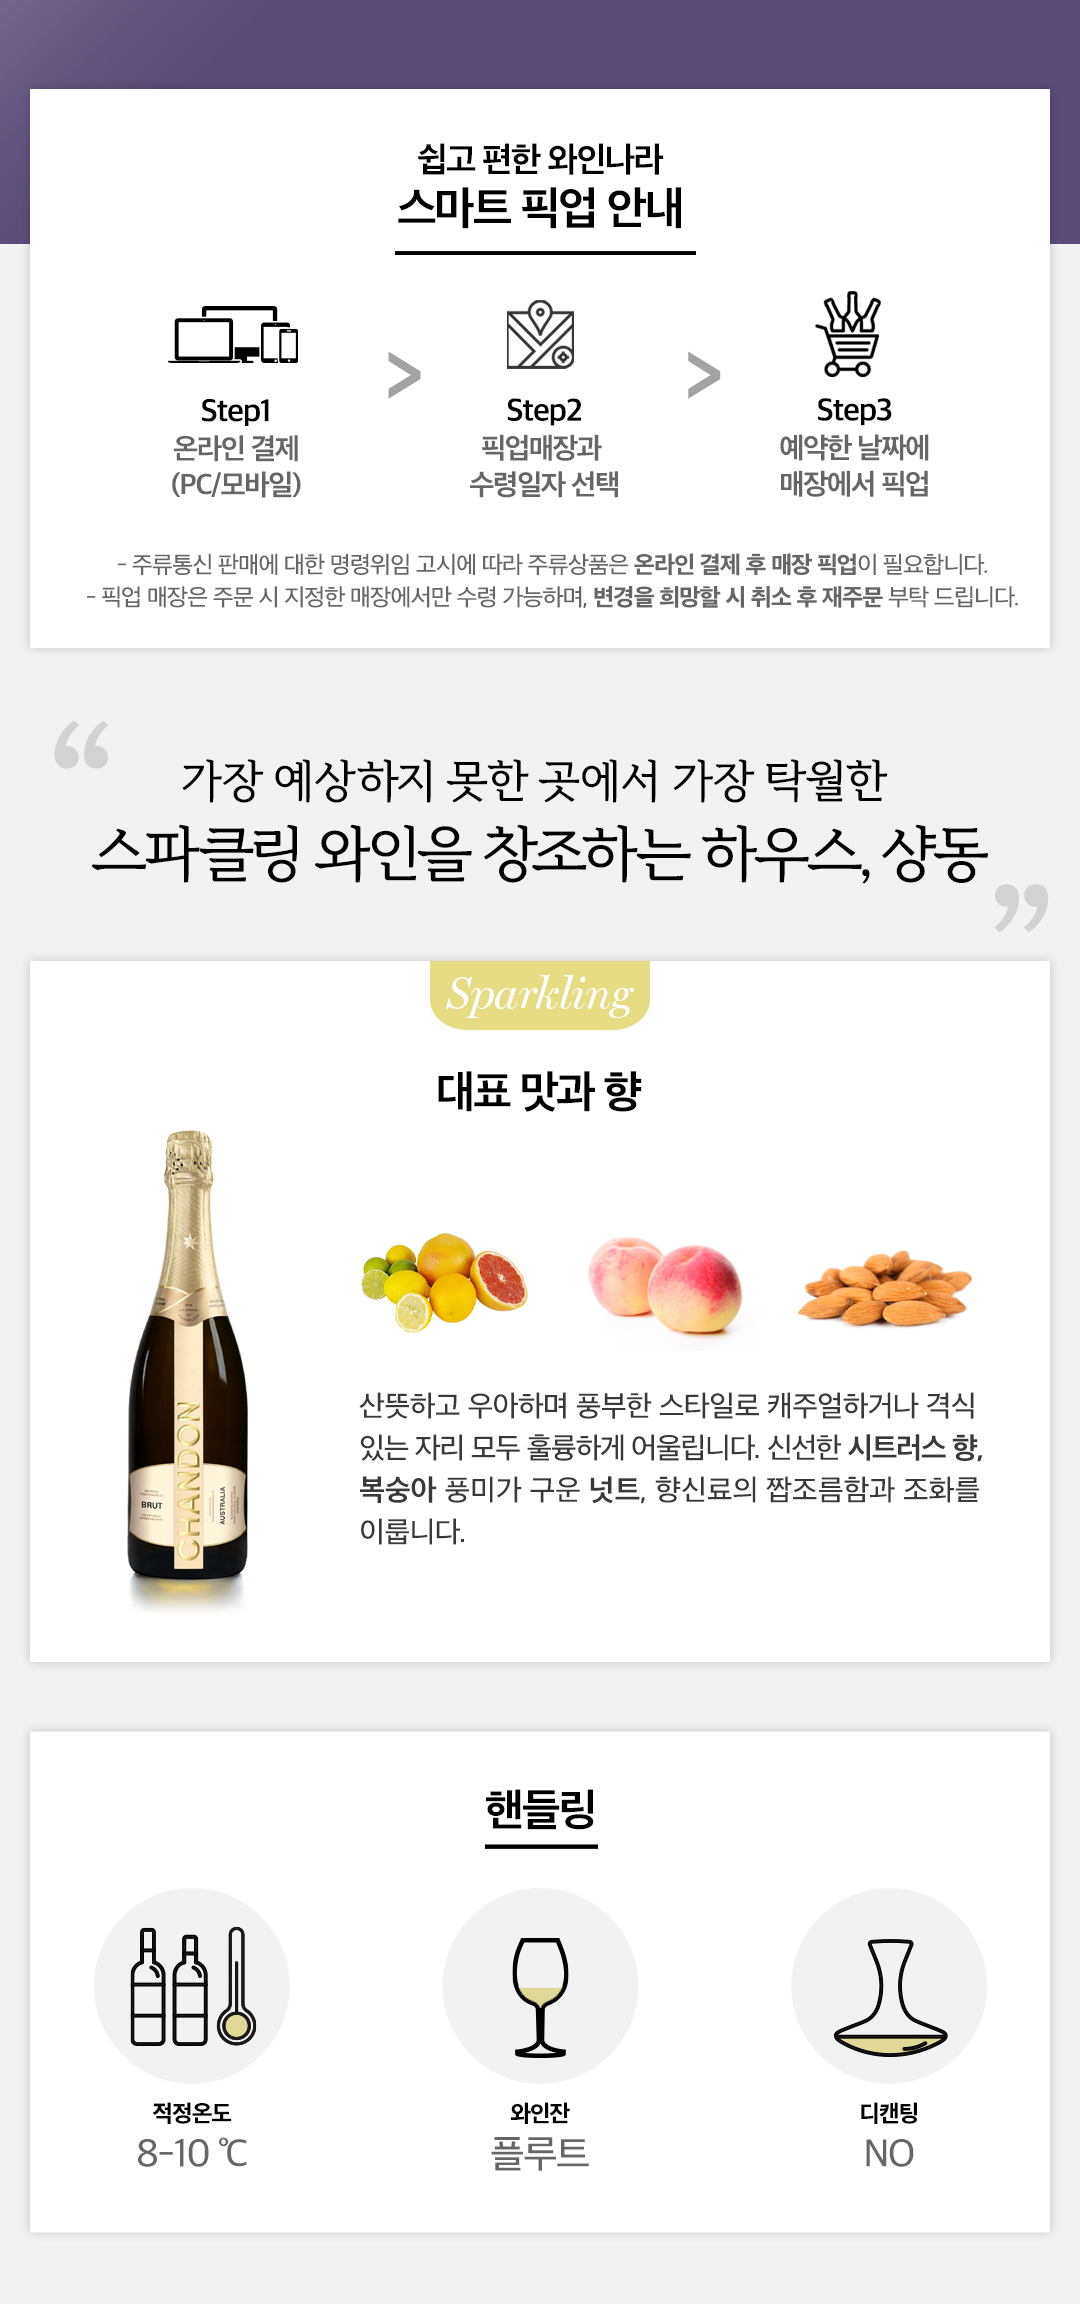 쉽고 편한 와인나라
스마트 픽업 안내
Step1
온라인 결제
(PC/모바일)
>
Step2
픽업매장과
수령일자 선택
>
Step3
예약한 날짜에
매장에서 픽업
- 주류통신 판매에 대한 명령위임 고시에 따라 주류상품은 온라인 결제 후 매장 픽업이 필요합니다.
- 픽업 매장은 주문 시 지정한 매장에서만 수령 가능하며, 변경을 희망할 시 취소 후 재주문 부탁 드립니다.
“
가장 예상하지 못한 곳에서 가장 탁월한
스파클링 와인을 창조하는 하우스, 샹동
”
Sparkling
대표 맛과 향
CHANDON
BRUT
AUSTRALIA
산뜻하고 우아하며 풍부한 스타일로 캐주얼하거나 격식
있는 자리 모두 훌륭하게 어울립니다. 신선한 시트러스 향,
복숭아 풍미가 구운 넛트, 향신료의 짭조름함과 조화를
이룹니다.
핸들링
적정온도
8-10 ℃
와인잔
플루트
디캔팅
NO